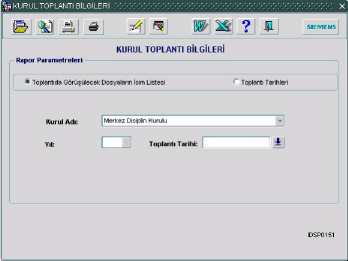 KURUL TOPLANTI BİLGİLERİ
SIEMENS
KURUL TOPLANTI BİLGİLERİ
Rapor Parametreleri
Toplantıda Görüşülecek Dosyaların İsim Listesi
Toplantı Tarihleri
Kurul Adı:
Merkez Disiplin Kurulu
Yıl:
Toplantı Tarihi:
IDSP0151